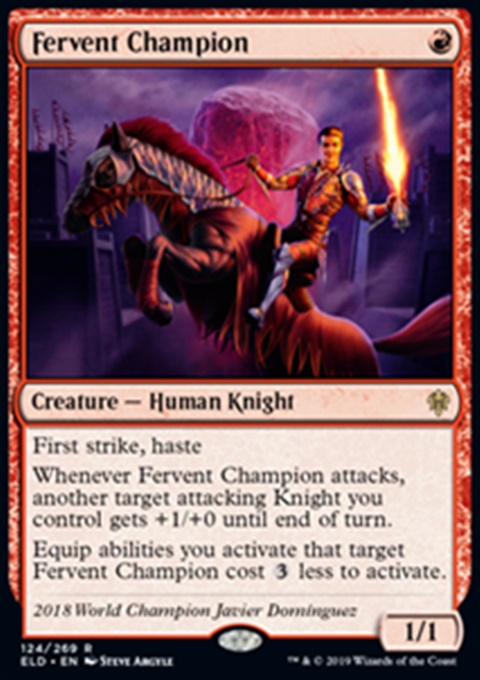 Fervent Champion
Creature — Human Knight
First strike, haste
Whenever Fervent Champion attacks,
another target attacking Knight you
control gets +1/+0 until end of turn.
Equip abilities you activate that target
Fervent Champion cost 3 less to activate.
2018 World Champion Javier Domínguez
1/1
124/269 R
ELD • EN Steve Argyle
™ & © 2019 Wizards of the Coast